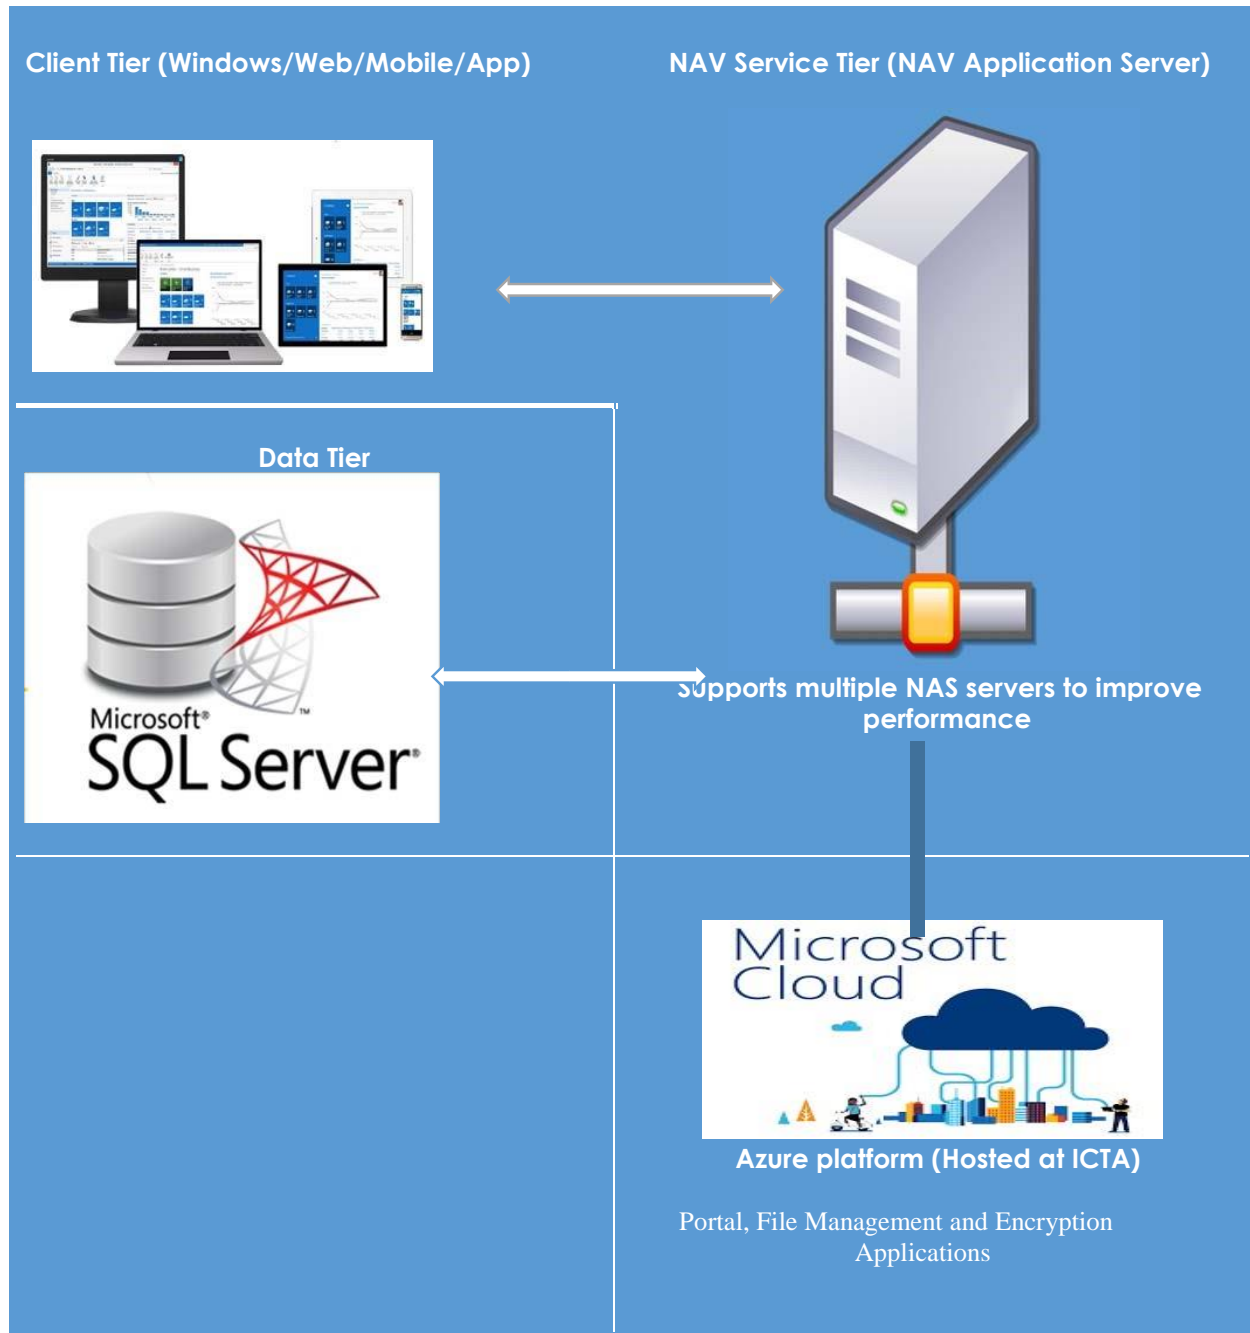 Client Tier (Windows/Web/Mobile/App)
NAV Service Tier (NAV Application Server)
Data Tier
Microsoft®
SQL Server®
™
Supports multiple NAS servers to improve
performance
Microsoft
Cloud
Azure platform (Hosted at ICTA)
Portal, File Management and Encryption
Applications